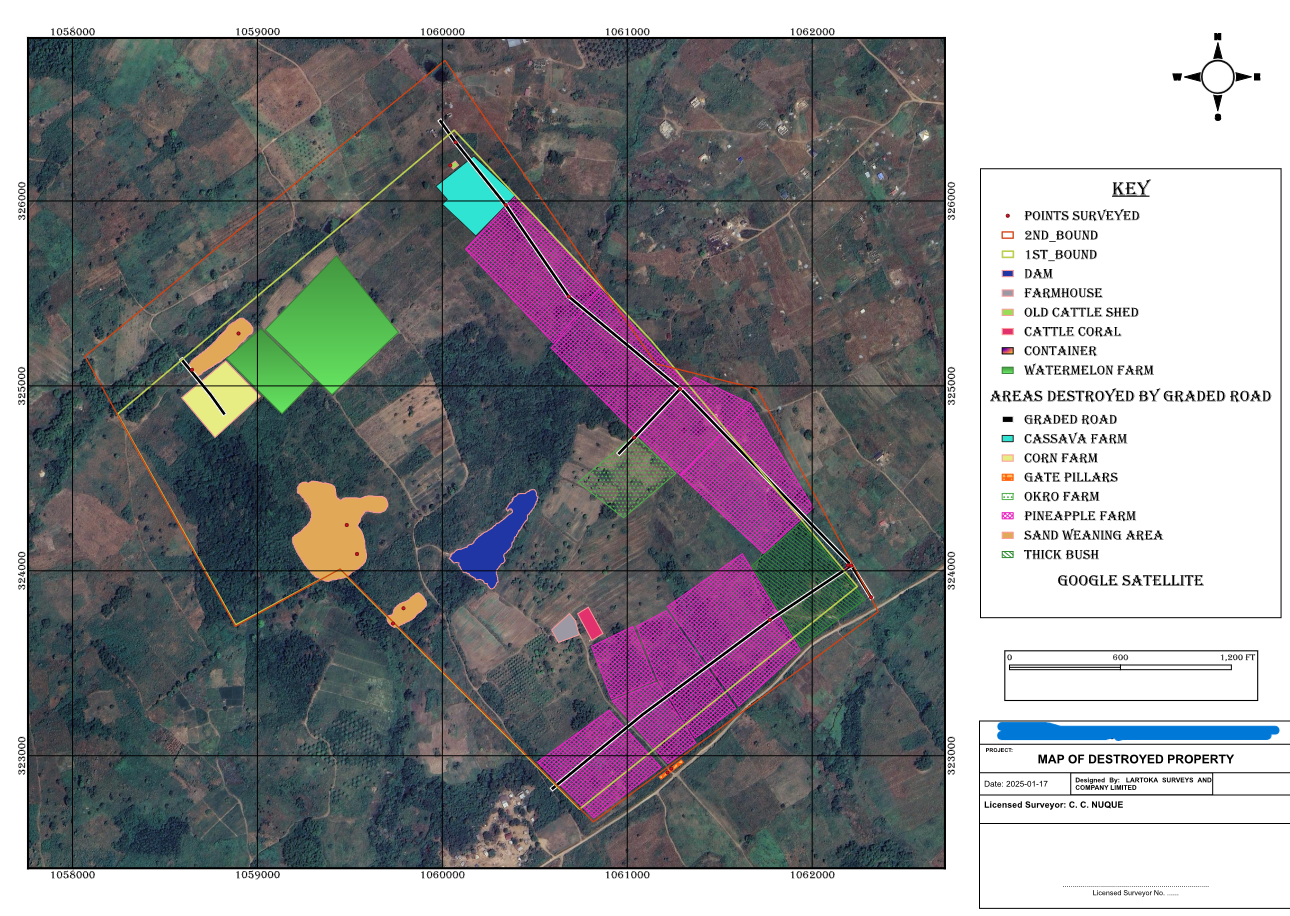 1058000 1059000 1060000 1061000 1062000
326000 326000
325000 325000
324000 324000
323000 323000
1058000 1059000 1060000 1061000 1062000
N
W E
S
KEY
POINTS SURVEYED
2ND_BOUND
1ST_BOUND
DAM
FARMHOUSE
OLD CATTLE SHED
CATTLE CORAL
CONTAINER
WATERMELON FARM
AREAS DESTROYED BY GRADED ROAD
GRADED ROAD
CASSAVA FARM
CORN FARM
GATE PILLARS
OKRO FARM
PINEAPPLE FARM
SAND WEANING AREA
THICK BUSH
GOOGLE SATELLITE
0 600 1,200 FT
PROJECT:
MAP OF DESTROYED PROPERTY
Date: 2025-01-17
Designed By: LARTOKA SURVEYS AND
COMPANY LIMITED
Licensed Surveyor: C. C. NUQUE
Licensed Surveyor No. ......